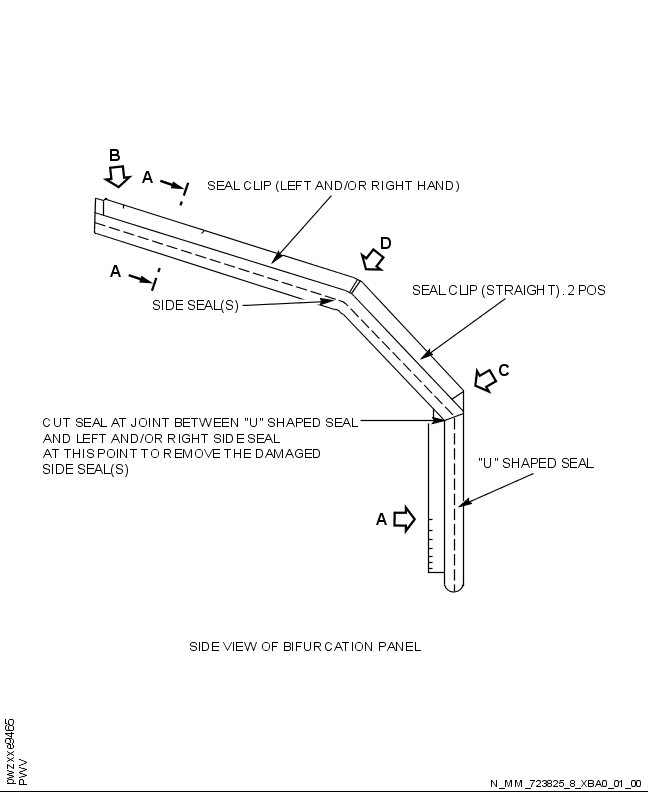 B
A
SEAL CLIP (LEFT AND/OR RIGHT HAND)
D
A
SEAL CLIP (STRAIGHT). 2 POS
SIDE SEAL(S)
C
CUT SEAL AT JOINT BETWEEN "U" SHAPED SEAL
AND LEFT AND/OR RIGHT SIDE SEAL
AT THIS POINT TO REMOVE THE DAMAGED
SIDE SEAL(S)
"U" SHAPED SEAL
A
SIDE VIEW OF BIFURCATION PANEL
pwzxxe9465
PWV
N_MM_723825_8_XBA0_01_00